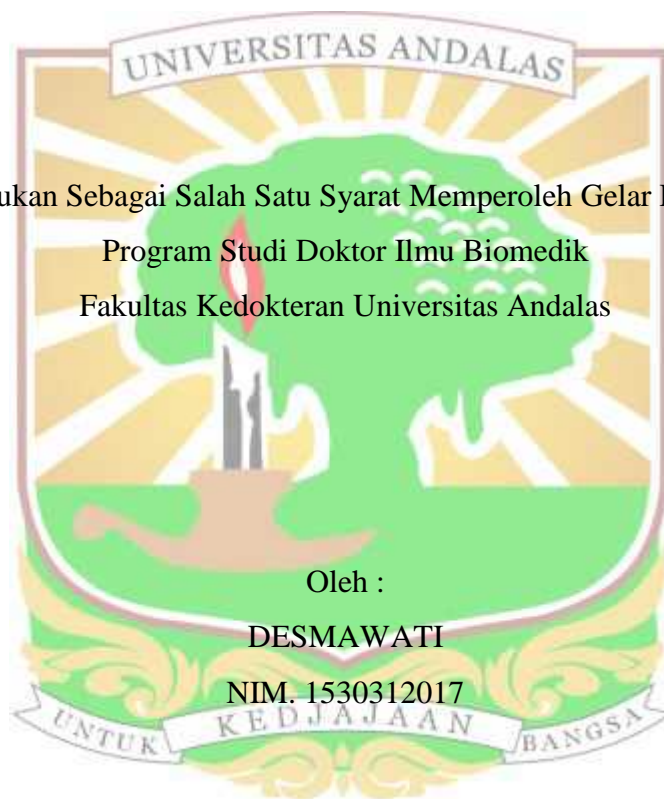 UNIVERSITAS ANDALAS
Sebagai Salah Satu Syarat Memperoleh Gelar
Program Studi Doktor Ilmu Biomedik
Fakultas Kedokteran Universitas Andalas
Oleh :
DESMAWATI
NIM. 1530312017
UNTUK KEDJAJAAN BANGSA